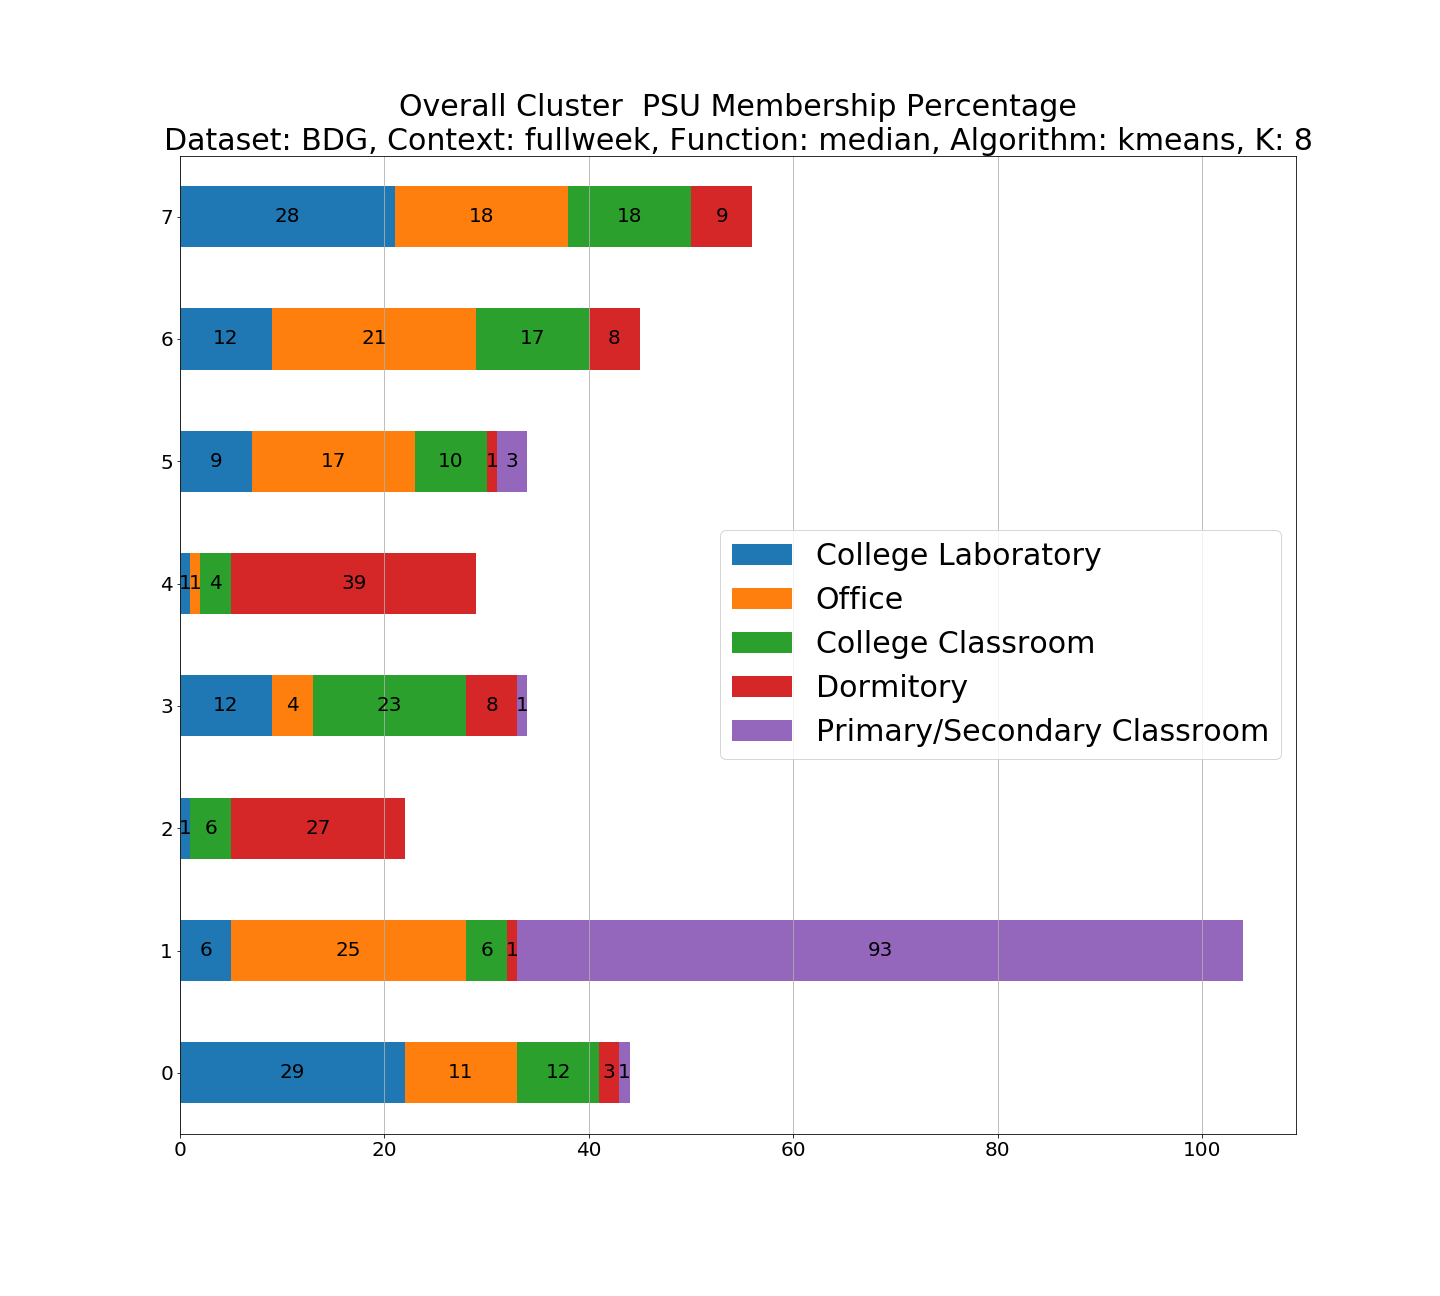 Overall Cluster  PSU Membership Percentage
Dataset: BDG, Context: fullweek, Function: median, Algorithm: kmeans, K: 8
7 28 18 18 9
6 12 21 17 8
5 9 17 10 1 3
4 1 1 4 39
3 12 4 23 8 1
2 1 6 27
1 6 25 6 1 93
0 29 11 12 3 1
0 20 40 60 80 100
College Laboratory
Office
College Classroom
Dormitory
Primary/Secondary Classroom